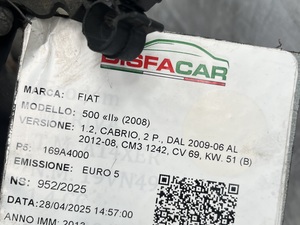 DISFACAR
MARCA: FIAT
MODELLO: 500 «II» (2008)
VERSIONE: 1.2, CABRIO, 2 P., DAL 2009-06 AL
2012-08, CM3 1242, CV 69, KW. 51 (B)
P5: 169A4000
EMISSIONE: EURO 5
NS: 952/2025
DATA: 28/04/2025 14:57:00
ANNO IMM: 2012